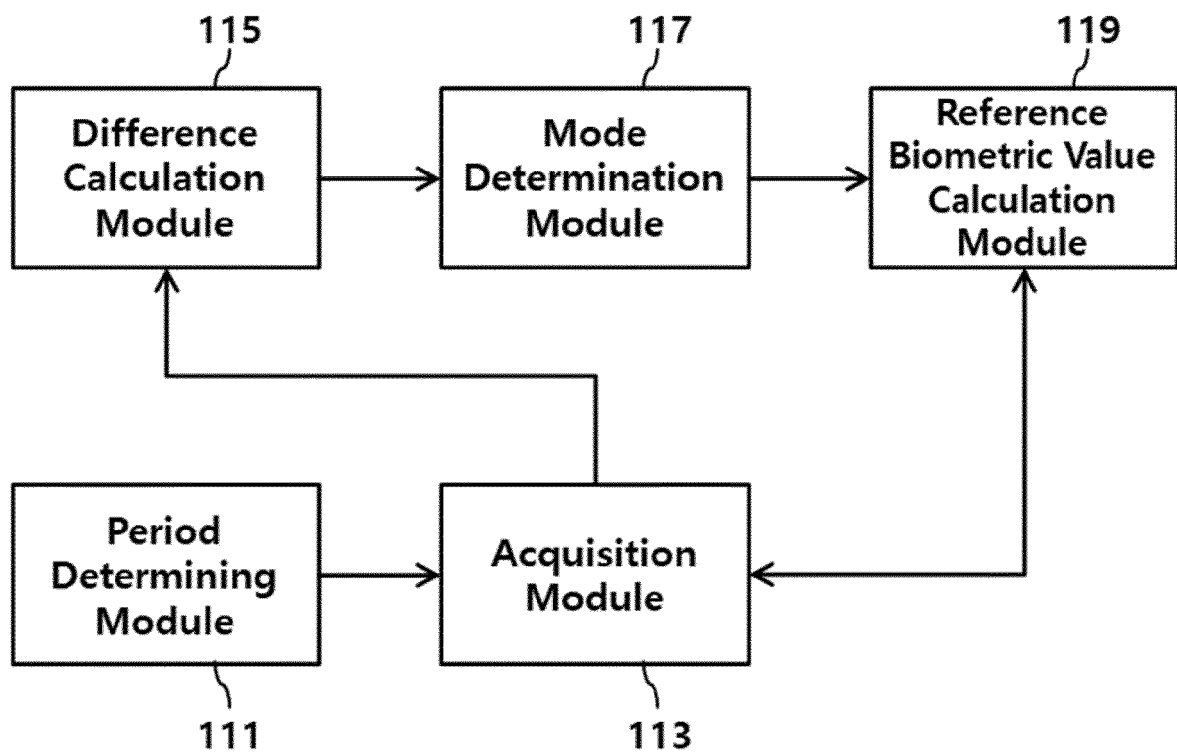 115
117
119
Difference
Calculation
Module
Mode
Determination
Module
Reference
Biometric Value
Calculation
Module
Period
Determining
Module
Acquisition
Module
111
113